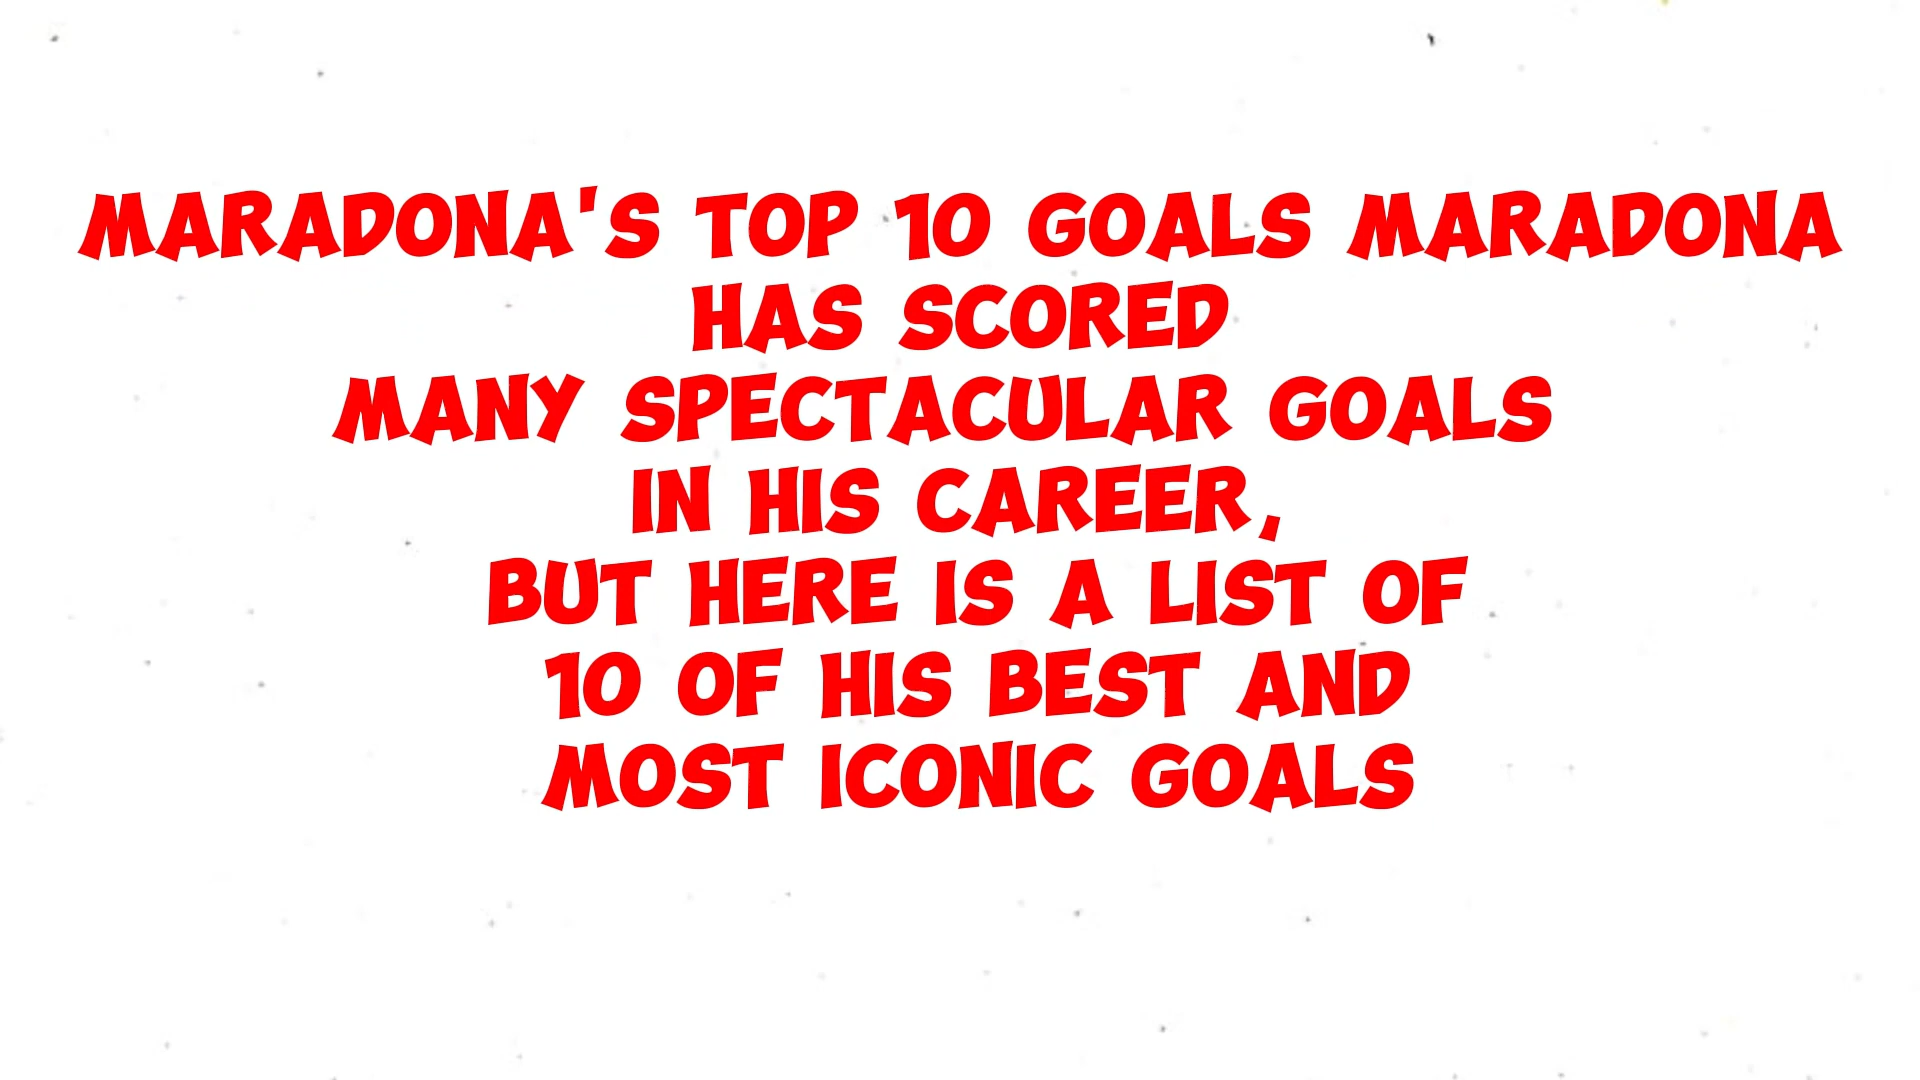 MARADONA'S TOP 10 GOALS MARADONA
HAS SCORED
MANY SPECTACULAR GOALS
IN HIS CAREER,
BUT HERE IS A LIST OF
10 OF HIS BEST AND
MOST ICONIC GOALS